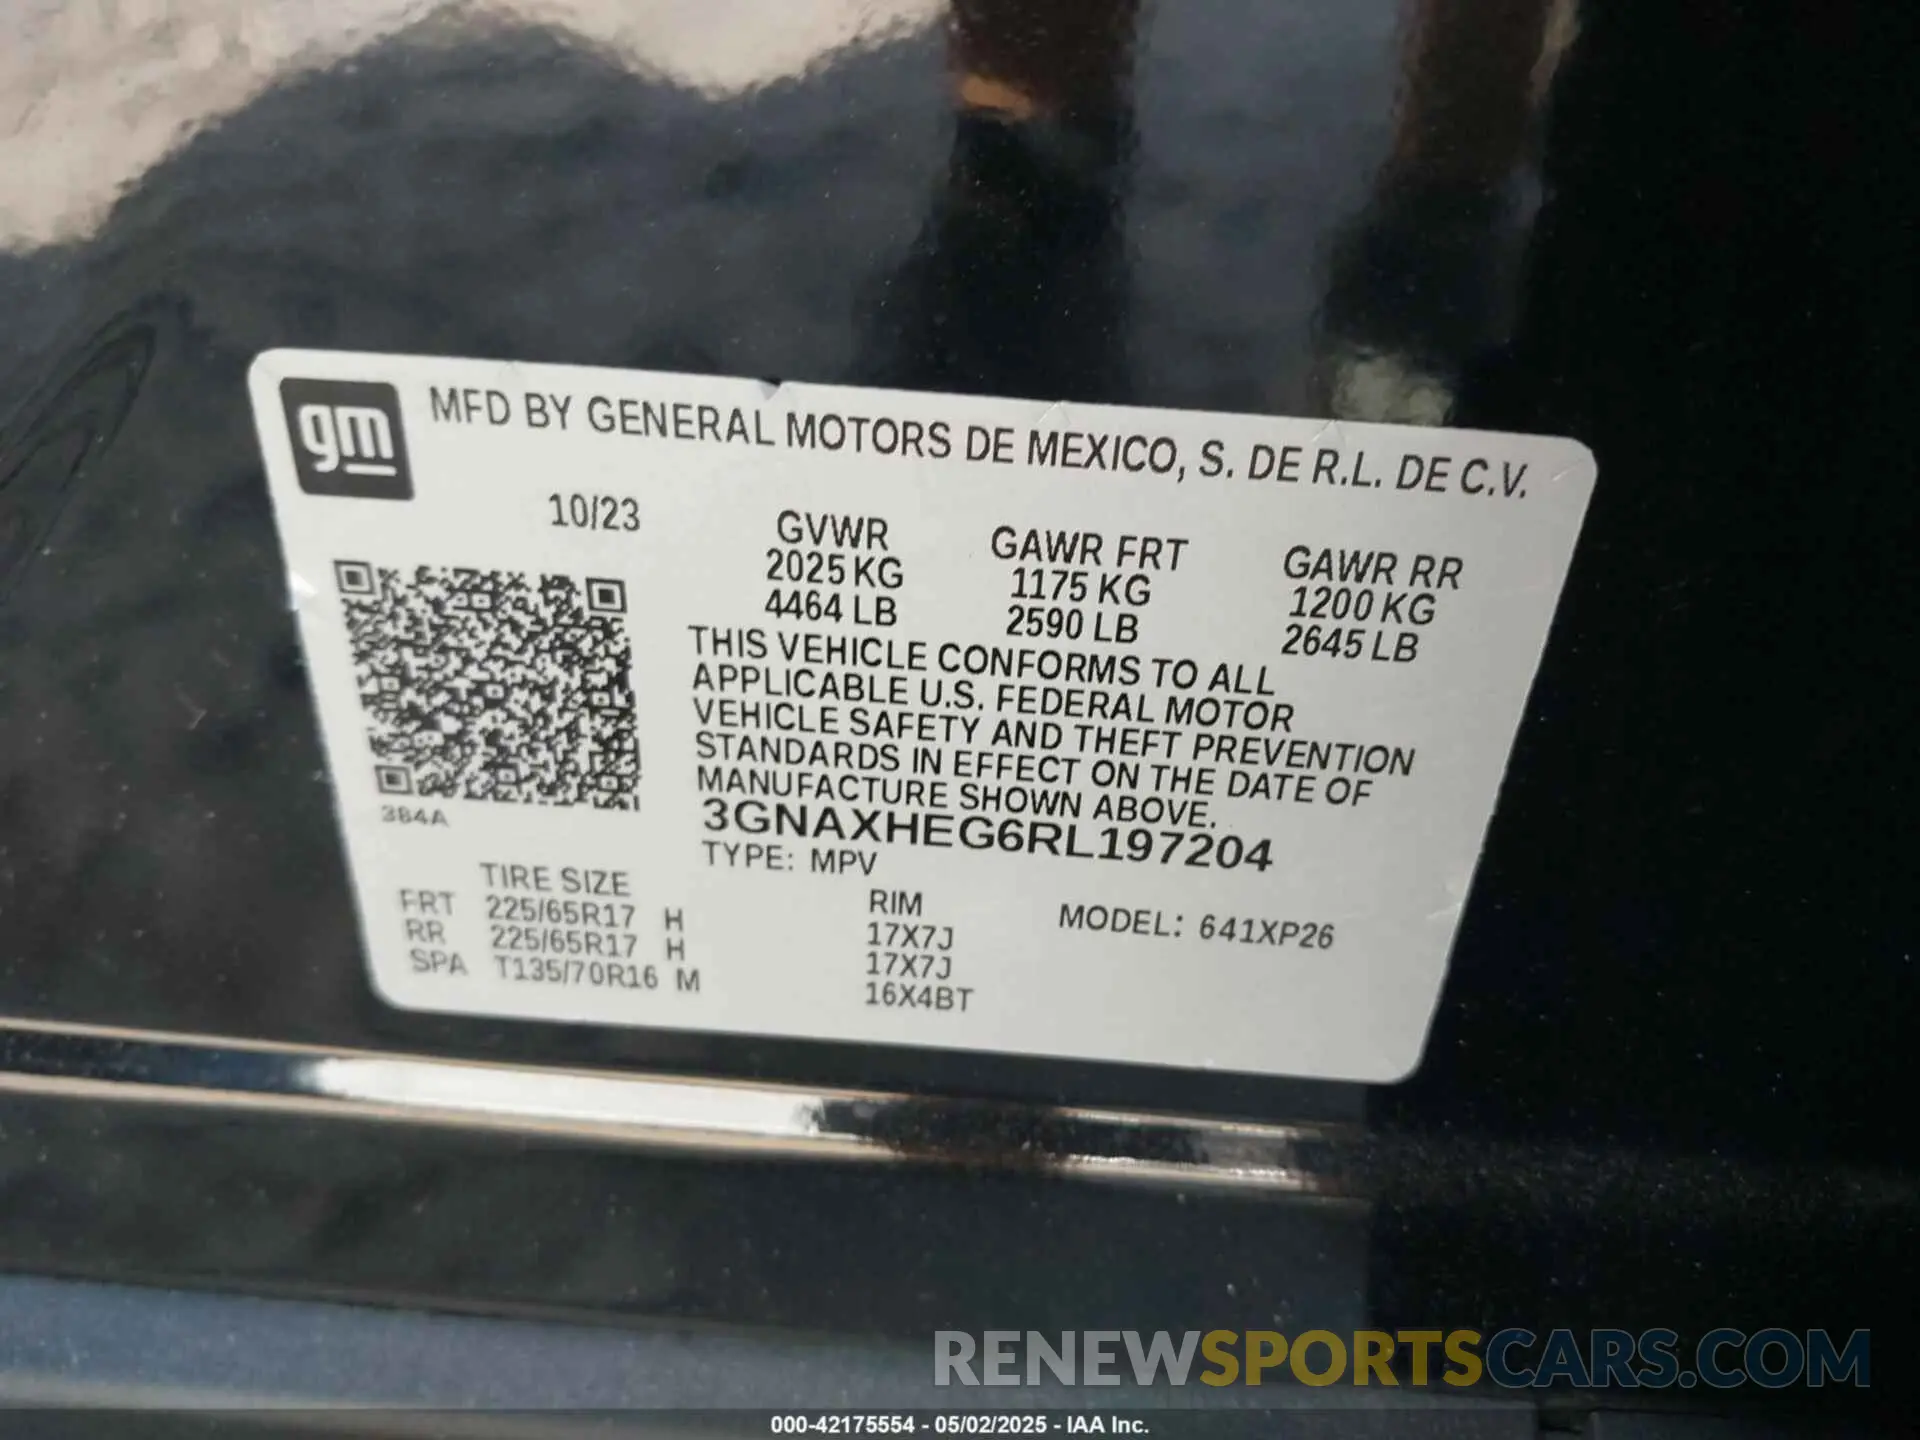 gm
MFD BY GENERAL MOTORS DE MEXICO, S. DE R.L. DE C.V.
10/23
GVWR GAWR FRT GAWR RR
2025 KG 1175 KG 1200 KG
4464 LB 2590 LB 2645 LB
THIS VEHICLE CONFORMS TO ALL
APPLICABLE U.S. FEDERAL MOTOR
VEHICLE SAFETY AND THEFT PREVENTION
STANDARDS IN EFFECT ON THE DATE OF
MANUFACTURE SHOWN ABOVE.
384A
3GNAXHEG6RL197204
TYPE: MPV
TIRE SIZE RIM MODEL: 641XP26
FRT 225/65R17 H 17X7J
RR 225/65R17 H 17X7J
SPA T135/70R16 M 16X4BT
RENEWSPORTSCARS.COM
000-42175554 - 05/02/2025 - IAA Inc.